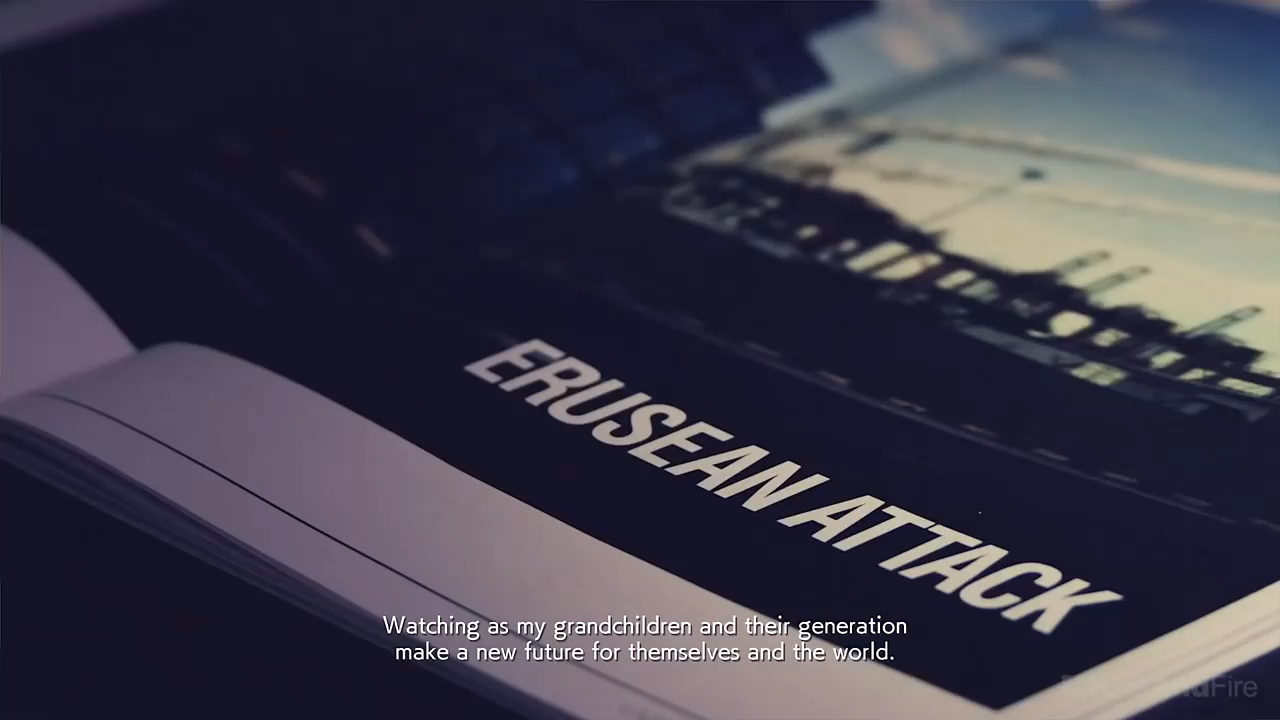 ERUSEAN ATTACK
Watching as my grandchildren and their generation
make a new future for themselves and the world.